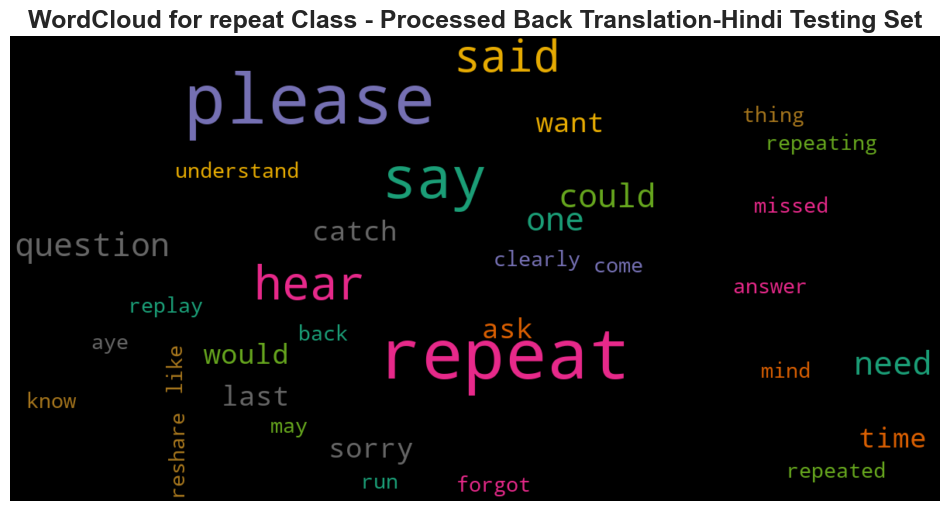 WordCloud for repeat Class - Processed Back Translation-Hindi Testing Set
said
please
want
thing
repeating
understand
say
could
missed
one
catch
question
clearly
come
hear
answer
replay
ask
back
aye
would
repeat
need
like
mind
last
know
may
time
sorry
reshare
repeated
run
forgot